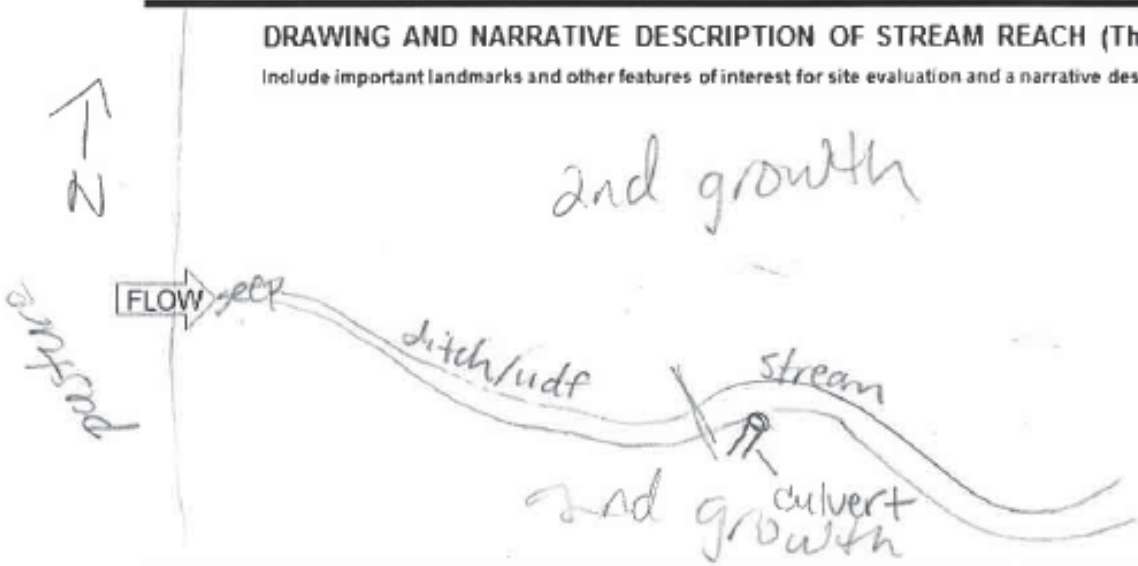 DRAWING AND NARRATIVE DESCRIPTION OF STREAM REACH (Th
Include important landmarks and other features of interest for site evaluation and a narrative des
N
2nd growth
FLOW
seep
pasture
ditch/udf
stream
culvert
2nd growth